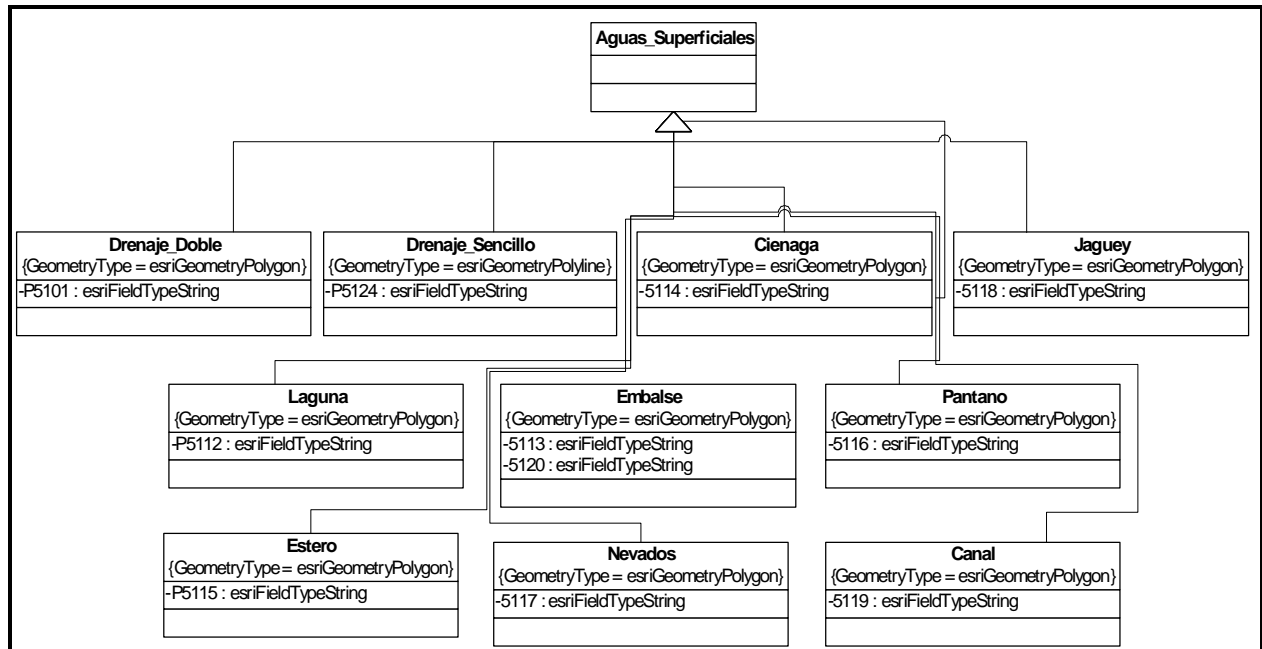 Aguas_Superficiales
Drenaje_Doble
{GeometryType = esriGeometryPolygon}
-P5101 : esriFieldTypeString
Drenaje_Sencillo
{GeometryType = esriGeometryPolyline}
-P5124 : esriFieldTypeString
Cienaga
{GeometryType = esriGeometryPolygon}
-5114 : esriFieldTypeString
Jaguey
{GeometryType = esriGeometryPolygon}
-5118 : esriFieldTypeString
Laguna
{GeometryType = esriGeometryPolygon}
-P5112 : esriFieldTypeString
Embalse
{GeometryType = esriGeometryPolygon}
-5113 : esriFieldTypeString
-5120 : esriFieldTypeString
Pantano
{GeometryType = esriGeometryPolygon}
-5116 : esriFieldTypeString
Estero
{GeometryType = esriGeometryPolygon}
-P5115 : esriFieldTypeString
Nevados
{GeometryType = esriGeometryPolygon}
-5117 : esriFieldTypeString
Canal
{GeometryType = esriGeometryPolygon}
-5119 : esriFieldTypeString